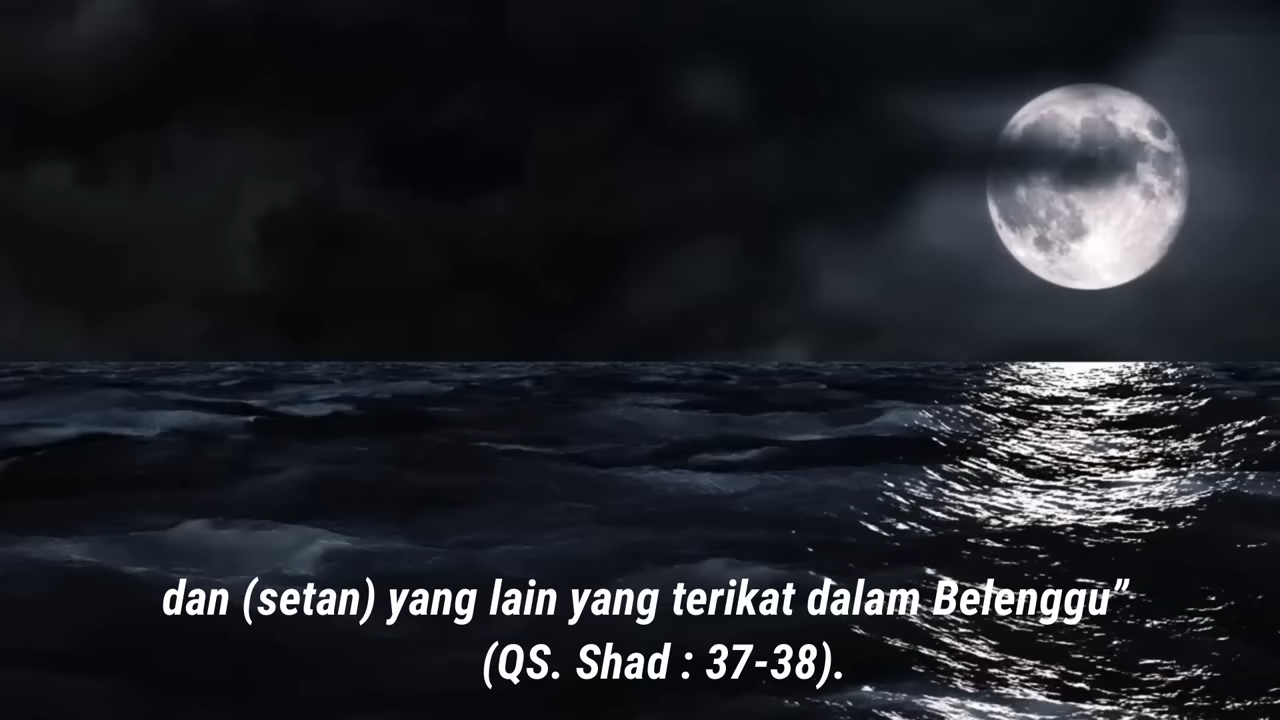 dan (setan) yang lain yang terikat dalam Belenggu”
(QS. Shad : 37-38).